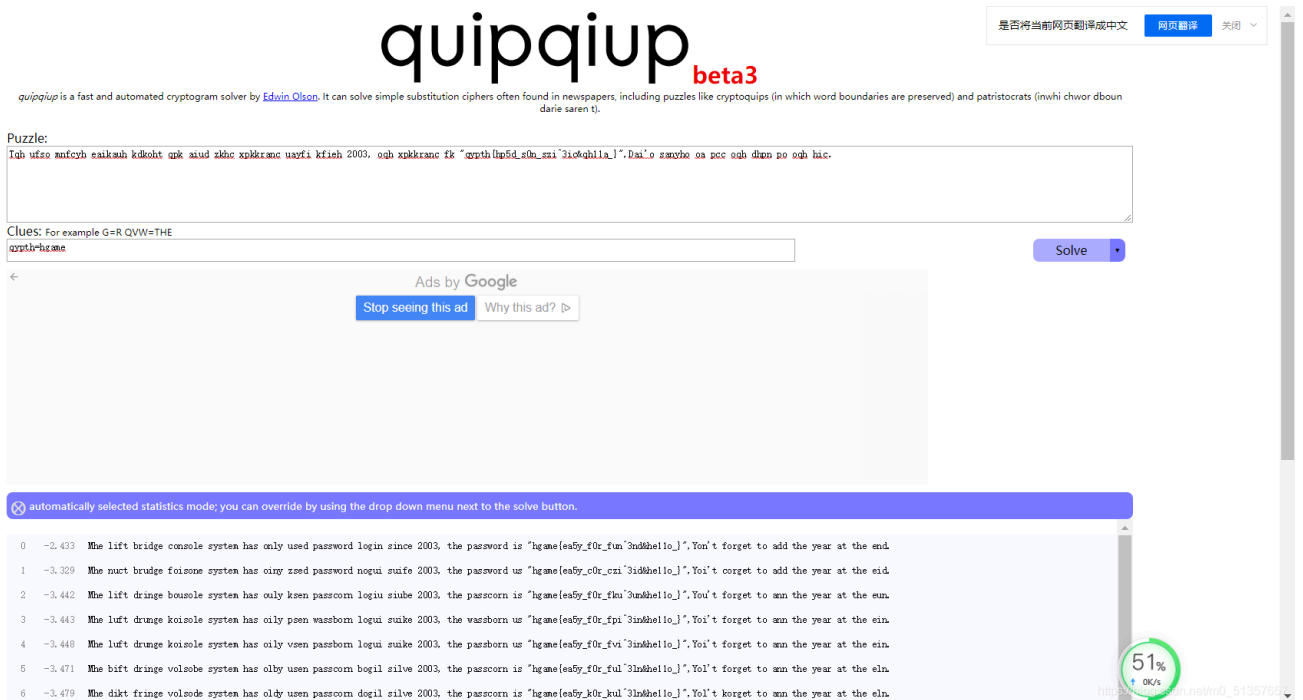 quipqiup beta3
是否将当前网页翻译成中文 网页翻译 关闭
quipqiup is a fast and automated cryptogram solver by Edwin Olson. It can solve simple substitution ciphers often found in newspapers, including puzzles like cryptoquips (in which word boundaries are preserved) and patristocrats (inwhi chwor dboun
darie saren t).
Puzzle:
Iqh ufso mnfcyh eaikauh kdkoht qpk aiud zkhc xpkkranc uayfi kfieh 2003, oqh xpkkranc fk "qypth{hp5d_s0n_szi^3ic&qh11a_}",Dai'o sanyho oa pcc oqh dhpn po oqh hic.
Clues: For example G=R QVW=THE
qypth=hgame
Solve
Ads by Google
Stop seeing this ad Why this ad?
automatically selected statistics mode; you can override by using the drop down menu next to the solve button.
0 -2.433 Mhe lift bridge console system has only used password login since 2003, the password is "hgame{ea5y_f0r_fun^3nd&he11o_}",Yon't forget to add the year at the end.
1 -3.329 Mhe nuct brudge foisone system has oiny zsed password nogui suife 2003, the password us "hgame{ea5y_c0r_czi^3id&he11o_}",Yoi't corget to add the year at the eid.
2 -3.442 Mhe lift dringe bousole system has ouly ksen passcorn logiu siube 2003, the passcorn is "hgame{ea5y_f0r_fku^3un&he11o_}",You't forget to ann the year at the eun.
3 -3.443 Mhe luft drunge koisole system has oily psen wassborn logui suike 2003, the wassborn us "hgame{ea5y_f0r_fpi^3in&he11o_}",Yoi't forget to ann the year at the ein.
4 -3.448 Mhe luft drunge koisole system has oily vsen passcorn logui suike 2003, the passcorn us "hgame{ea5y_f0r_fvi^3in&he11o_}",Yoi't forget to ann the year at the ein.
5 -3.471 Mhe bift dringe volsobe system has olby usen passcorn bogil silve 2003, the passcorn is "hgame{ea5y_f0r_ful^3ln&he11o_}",Yol't forget to ann the year at the eln.
6 -3.479 Mhe dikt fringe volsode system has oldy usen passcorn dogil silve 2003, the passcorn is "hgame{ea5y_k0r_kul^3ln&he11o_}",Yol't korget to ann the year at the eln.
51%
0K/s